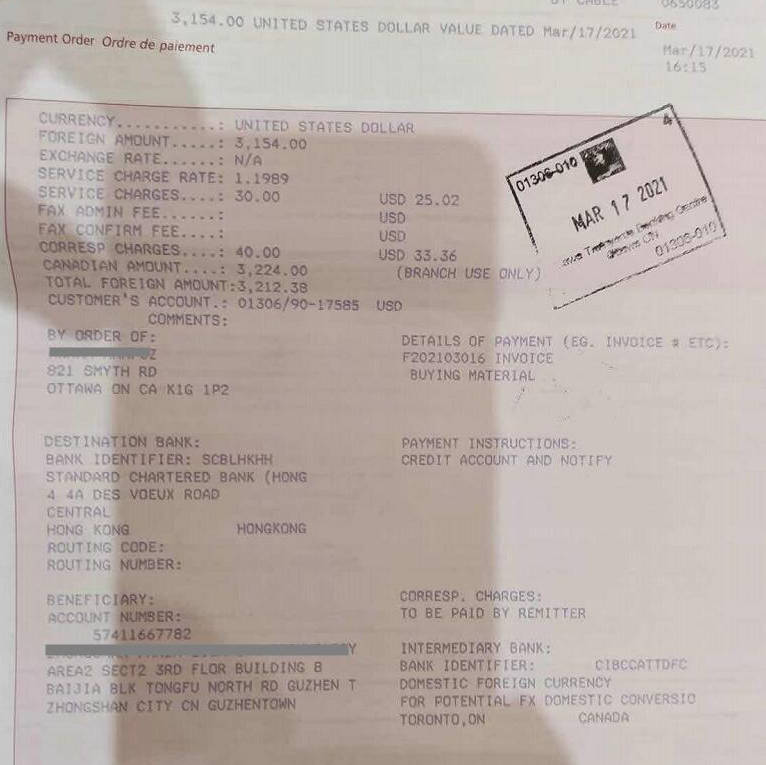 BY CABLE 0650083
3,154.00 UNITED STATES DOLLAR VALUE DATED Mar/17/2021
Date
Payment Order Ordre de paiement
Mar/17/2021
16:15
CURRENCY...........: UNITED STATES DOLLAR
FOREIGN AMOUNT.....: 3,154.00
EXCHANGE RATE......: N/A
SERVICE CHARGE RATE: 1.1989
SERVICE CHARGES....: 30.00 USD 25.02
FAX ADMIN FEE......: USD
FAX CONFIRM FEE....: USD
CORRESP CHARGES....: 40.00 USD 33.36
CANADIAN AMOUNT....: 3,224.00 (BRANCH USE ONLY)
TOTAL FOREIGN AMOUNT:3,212.38
CUSTOMER'S ACCOUNT.: 01306/90-17585 USD
COMMENTS:
4
01306-010
MAR 17 2021
Banking Centre
ON
01306-010
BY ORDER OF:
821 SMYTH RD
OTTAWA ON CA K1G 1P2
DETAILS OF PAYMENT (EG. INVOICE # ETC):
F202103016 INVOICE
BUYING MATERIAL
DESTINATION BANK:
BANK IDENTIFIER: SCBLHKHH
STANDARD CHARTERED BANK (HONG
4 4A DES VOEUX ROAD
CENTRAL
HONG KONG HONGKONG
ROUTING CODE:
ROUTING NUMBER:
PAYMENT INSTRUCTIONS:
CREDIT ACCOUNT AND NOTIFY
BENEFICIARY:
ACCOUNT NUMBER:
57411667782
Y
AREA2 SECT2 3RD FLOR BUILDING B
BAIJIA BLK TONGFU NORTH RD GUZHEN T
ZHONGSHAN CITY CN GUZHENTOWN
CORRESP. CHARGES:
TO BE PAID BY REMITTER
INTERMEDIARY BANK:
BANK IDENTIFIER: CIBCCATTDFC
DOMESTIC FOREIGN CURRENCY
FOR POTENTIAL FX DOMESTIC CONVERSIO
TORONTO,ON CANADA